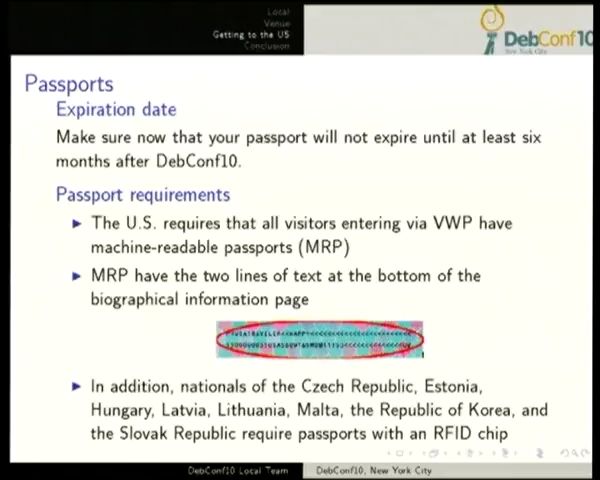 Local
Venue
Getting to the US
Conclusion
DebConf10
New York City
Passports
Expiration date
Make sure now that your passport will not expire until at least six
months after DebConf10.
Passport requirements
▶ The U.S. requires that all visitors entering via VWP have
machine-readable passports (MRP)
▶ MRP have the two lines of text at the bottom of the
biographical information page
▶ In addition, nationals of the Czech Republic, Estonia,
Hungary, Latvia, Lithuania, Malta, the Republic of Korea, and
the Slovak Republic require passports with an RFID chip
DebConf10 Local Team
DebConf10, New York City